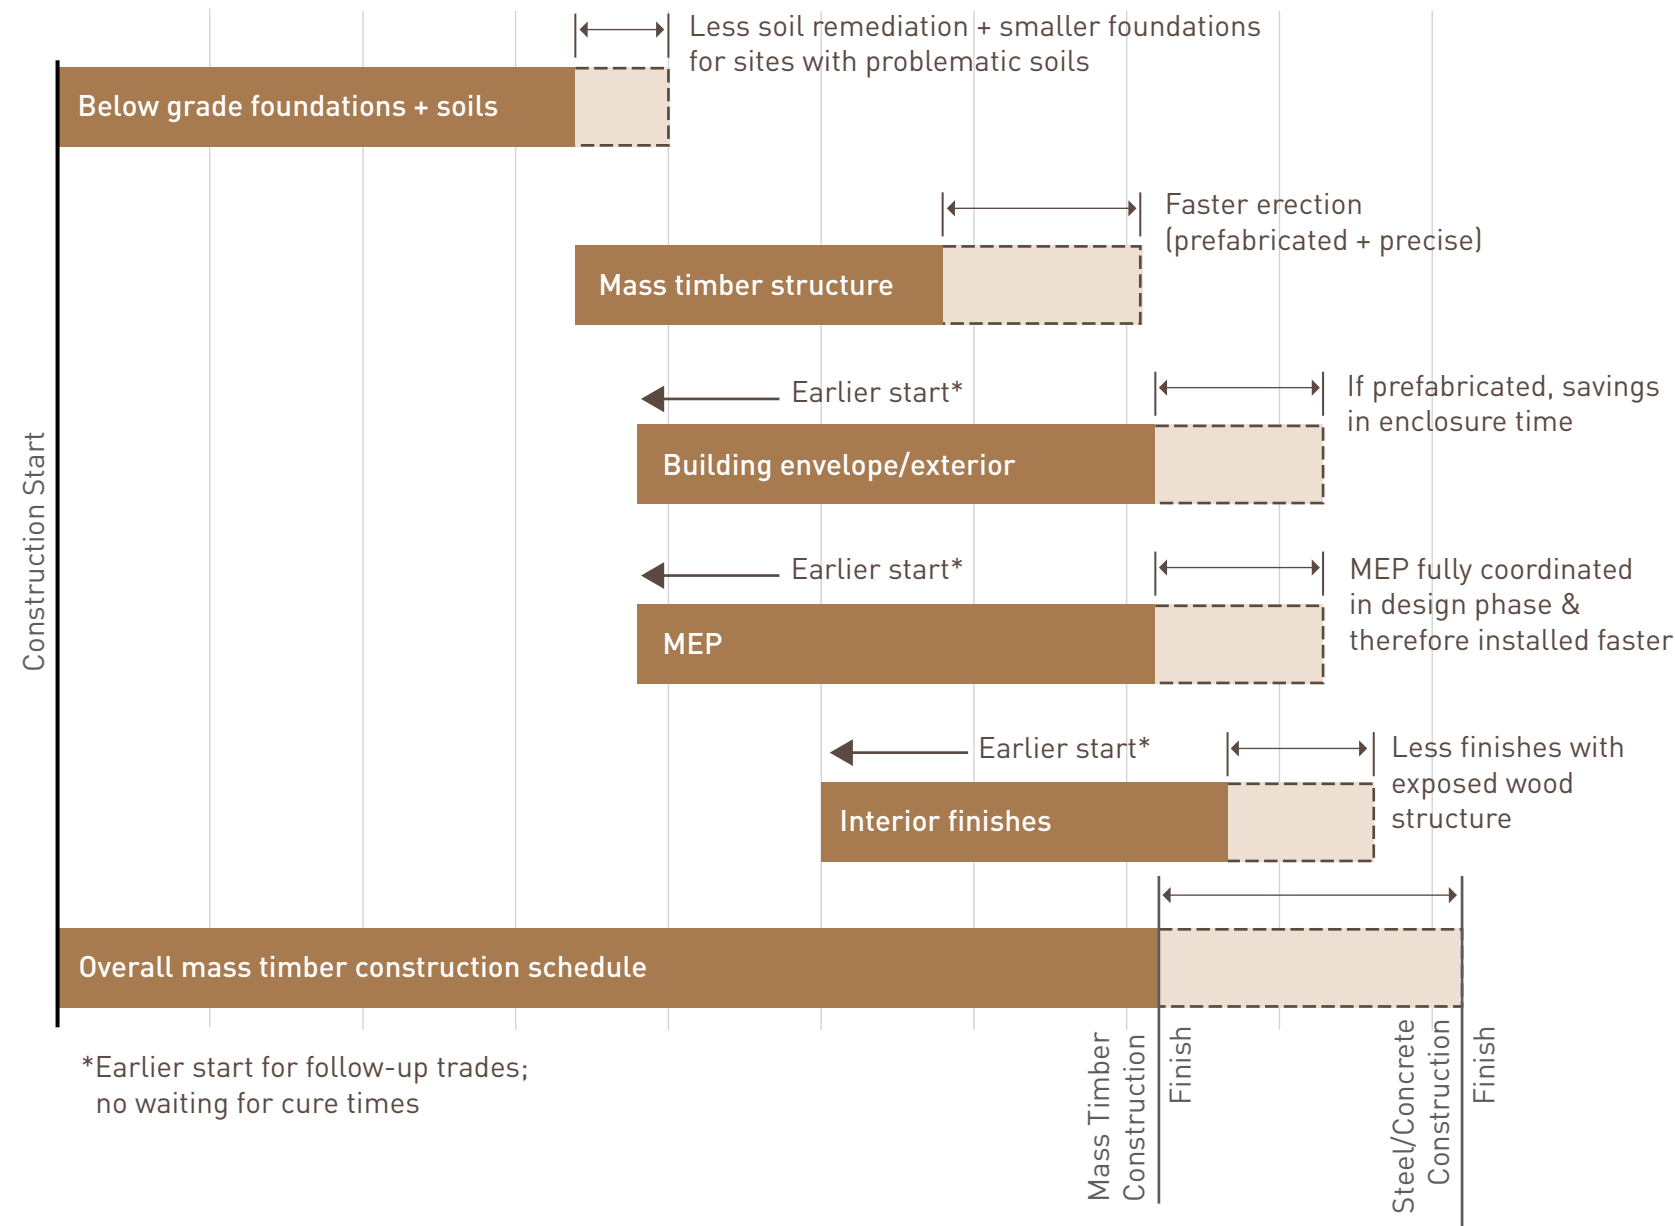 Less soil remediation + smaller foundations
for sites with problematic soils
Below grade foundations + soils
Faster erection
(prefabricated + precise)
Mass timber structure
Earlier start*
If prefabricated, savings
in enclosure time
Building envelope/exterior
Earlier start*
MEP fully coordinated
in design phase &
therefore installed faster
MEP
Earlier start*
Less finishes with
exposed wood
structure
Interior finishes
Overall mass timber construction schedule
Construction Start
*Earlier start for follow-up trades;
no waiting for cure times
Mass Timber
Construction
Finish
Steel/Concrete
Construction
Finish